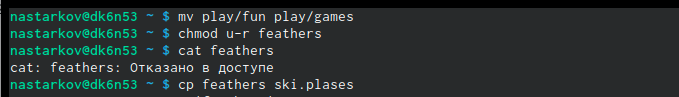 nastarkov@dk6n53 ~ $ mv play/fun play/games
nastarkov@dk6n53 ~ $ chmod u-r feathers
nastarkov@dk6n53 ~ $ cat feathers
cat: feathers: Отказано в доступе
nastarkov@dk6n53 ~ $ cp feathers ski.plases